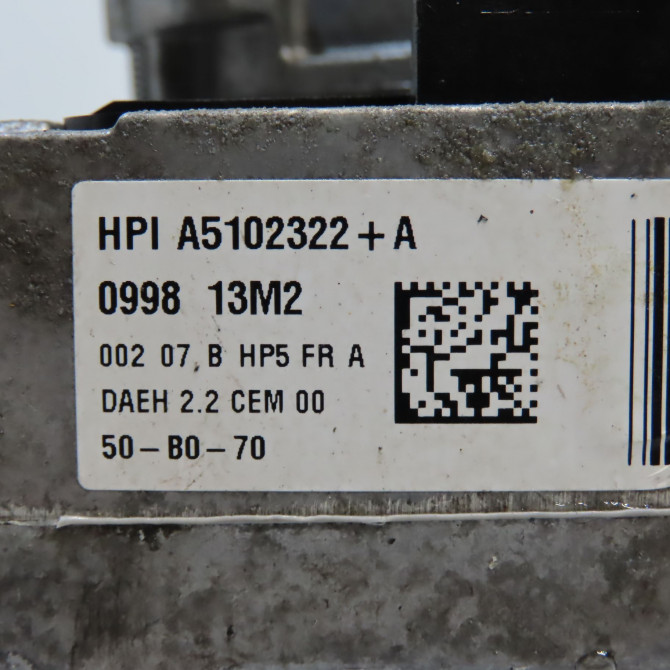 HPI A5102322+A
0998 13M2
002 07 B HP5 FR A
DAEH 2.2 CEM 00
50-B0-70